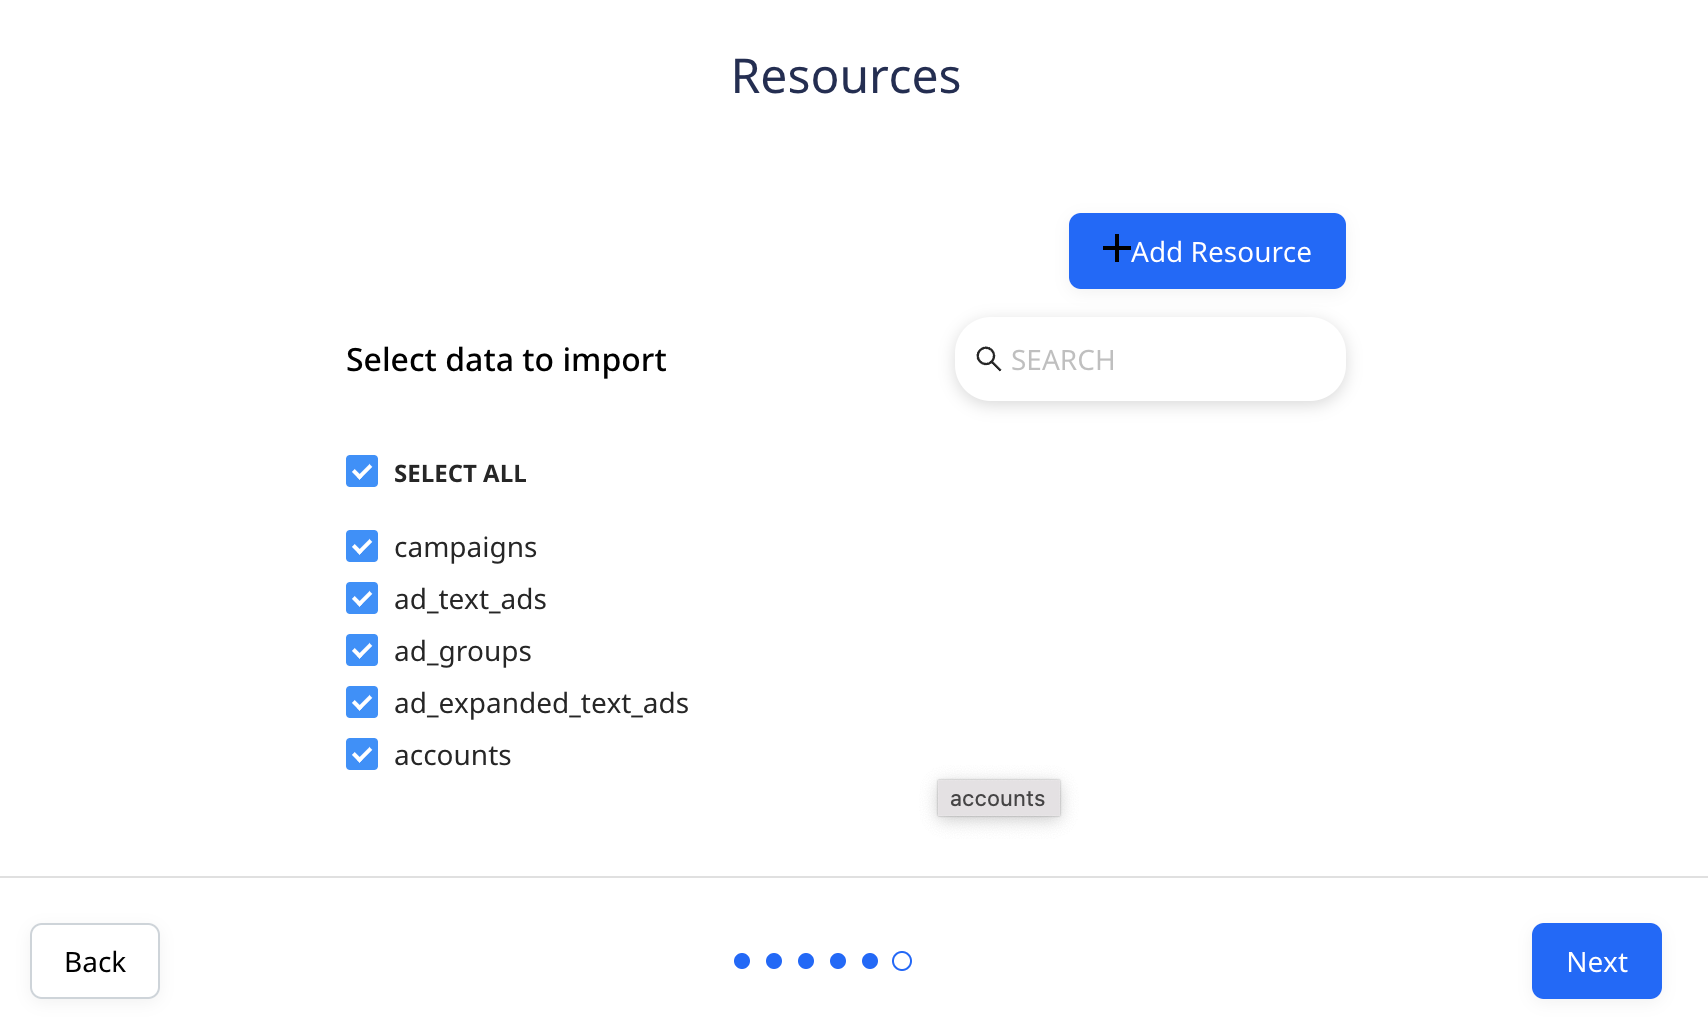 Resources
Add Resource
Select data to import
SEARCH
SELECT ALL
campaigns
ad_text_ads
ad_groups
ad_expanded_text_ads
accounts
accounts
Back
Next